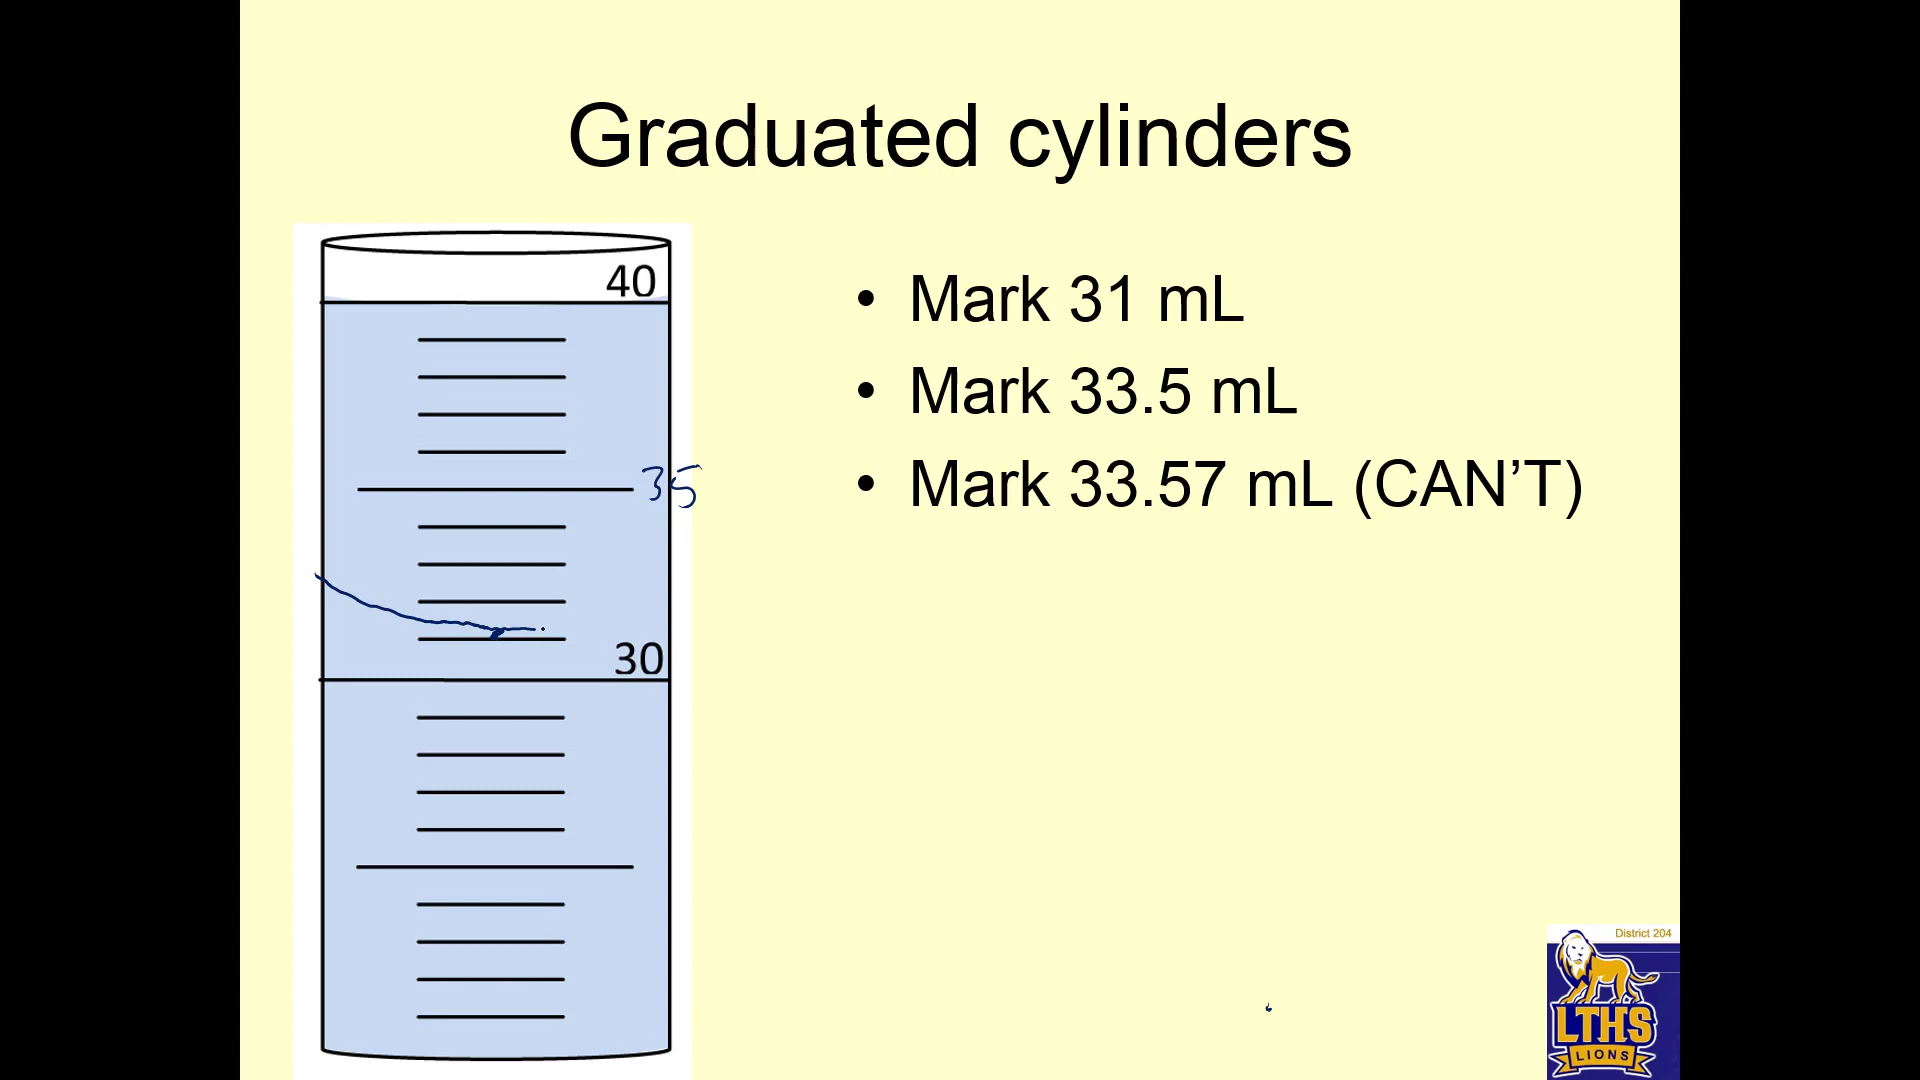 Graduated cylinders
40
• Mark 31 mL
• Mark 33.5 mL
35
• Mark 33.57 mL (CAN’T)
30
District 204
LTHS
LIONS